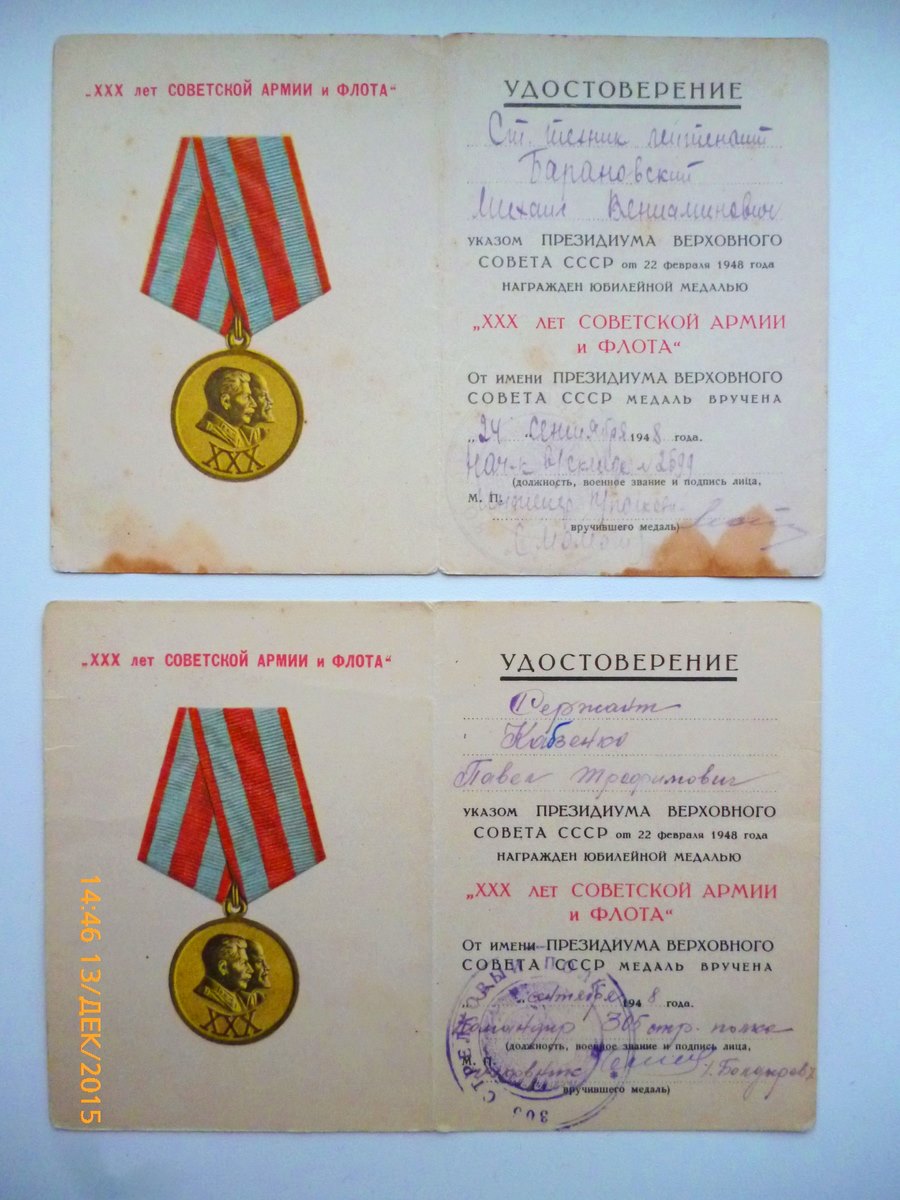 „XXX лет СОВЕТСКОЙ АРМИИ и ФЛОТА“
УДОСТОВЕРЕНИЕ
Ст. техник лейтенант
Барановский
Михаил Вениаминович
указом ПРЕЗИДИУМА ВЕРХОВНОГО
СОВЕТА СССР от 22 февраля 1948 года
НАГРАЖДЕН ЮБИЛЕЙНОЙ МЕДАЛЬЮ
„XXX лет СОВЕТСКОЙ АРМИИ
и ФЛОТА“
От имени ПРЕЗИДИУМА ВЕРХОВНОГО
СОВЕТА СССР МЕДАЛЬ ВРУЧЕНА
„24 сентября 1948 года.
Нач-к склада 2699
(должность, военное звание и подпись лица,
М. П. инженер
вручившего медаль)
XXX
„XXX лет СОВЕТСКОЙ АРМИИ и ФЛОТА“
УДОСТОВЕРЕНИЕ
Сержант
Кабзенко
Павел Трофимович
указом ПРЕЗИДИУМА ВЕРХОВНОГО
СОВЕТА СССР от 22 февраля 1948 года
НАГРАЖДЕН ЮБИЛЕЙНОЙ МЕДАЛЬЮ
„XXX лет СОВЕТСКОЙ АРМИИ
и ФЛОТА“
От имени ПРЕЗИДИУМА ВЕРХОВНОГО
СОВЕТА СССР МЕДАЛЬ ВРУЧЕНА
„ сентября 1948 года.
Командир 305 стр. полка
(должность, военное звание и подпись лица,
М. П.
вручившего медаль)
XXX
14:46 13/ДЕК/2015